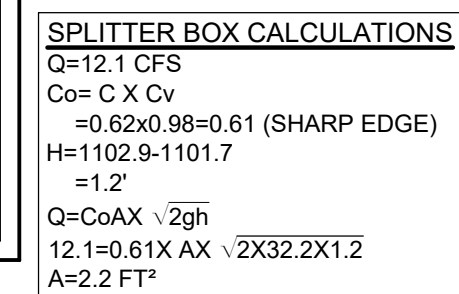 SPLITTER BOX CALCULATIONS
Q=12.1 CFS
Co= C X Cv
=0.62x0.98=0.61 (SHARP EDGE)
H=1102.9-1101.7
=1.2'
Q=CoAX √2gh
12.1=0.61X AX √2X32.2X1.2
A=2.2 FT²